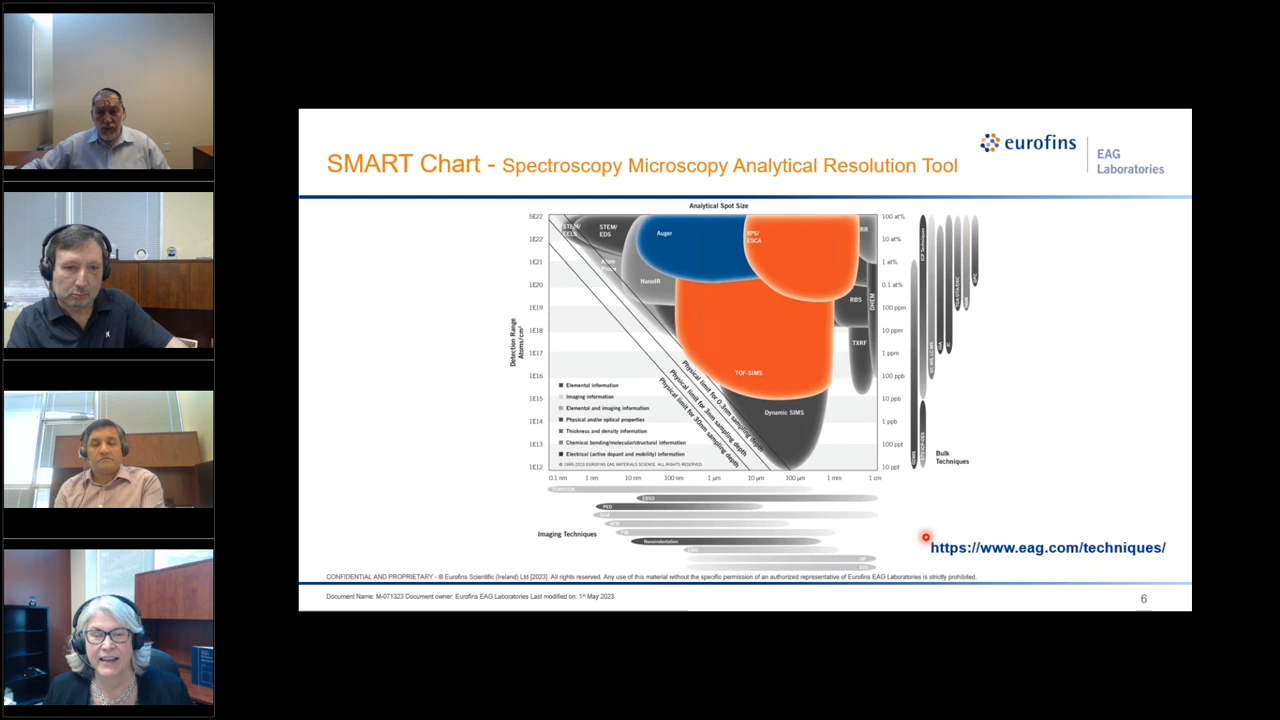 SMART Chart - Spectroscopy Microscopy Analytical Resolution Tool
eurofins
EAG
Laboratories
Analytical Spot Size
5E22
1E22
1E21
1E20
1E19
1E18
1E17
1E16
1E15
1E14
1E13
1E12
Detection Range
Atoms/cm³
STEM/
EELS
STEM/
EDS
Auger
XPS/
ESCA
NanoIR
RBS
TXRF
TOF-SIMS
Dynamic SIMS
Physical limit for 0.3nm sampling depth
Physical limit for 3nm sampling depth
Physical limit for 30nm sampling depth
Elemental information
Imaging information
Elemental and imaging information
Physical and/or optical properties
Thickness and density information
Chemical bonding/molecular/structural information
Electrical (active dopant and mobility) information
© 1995-2023 EUROFINS EAG MATERIALS SCIENCE. ALL RIGHTS RESERVED.
100 at%
10 at%
1 at%
0.1 at%
100 ppm
10 ppm
1 ppm
100 ppb
10 ppb
1 ppb
100 ppt
10 ppt
0.1 nm
1 nm
10 nm
100 nm
1 µm
10 µm
100 µm
1 mm
1 cm
Bulk
Techniques
Imaging Techniques
EBSD
PED
Nanoindentation
https://www.eag.com/techniques/
CONFIDENTIAL AND PROPRIETARY - © Eurofins Scientific (Ireland) Ltd [2023]. All rights reserved. Any use of this material without the specific permission of an authorized representative of Eurofins EAG Laboratories is strictly prohibited.
Document Name: M-071323 Document owner: Eurofins EAG Laboratories Last modified on: 1st May 2023
6